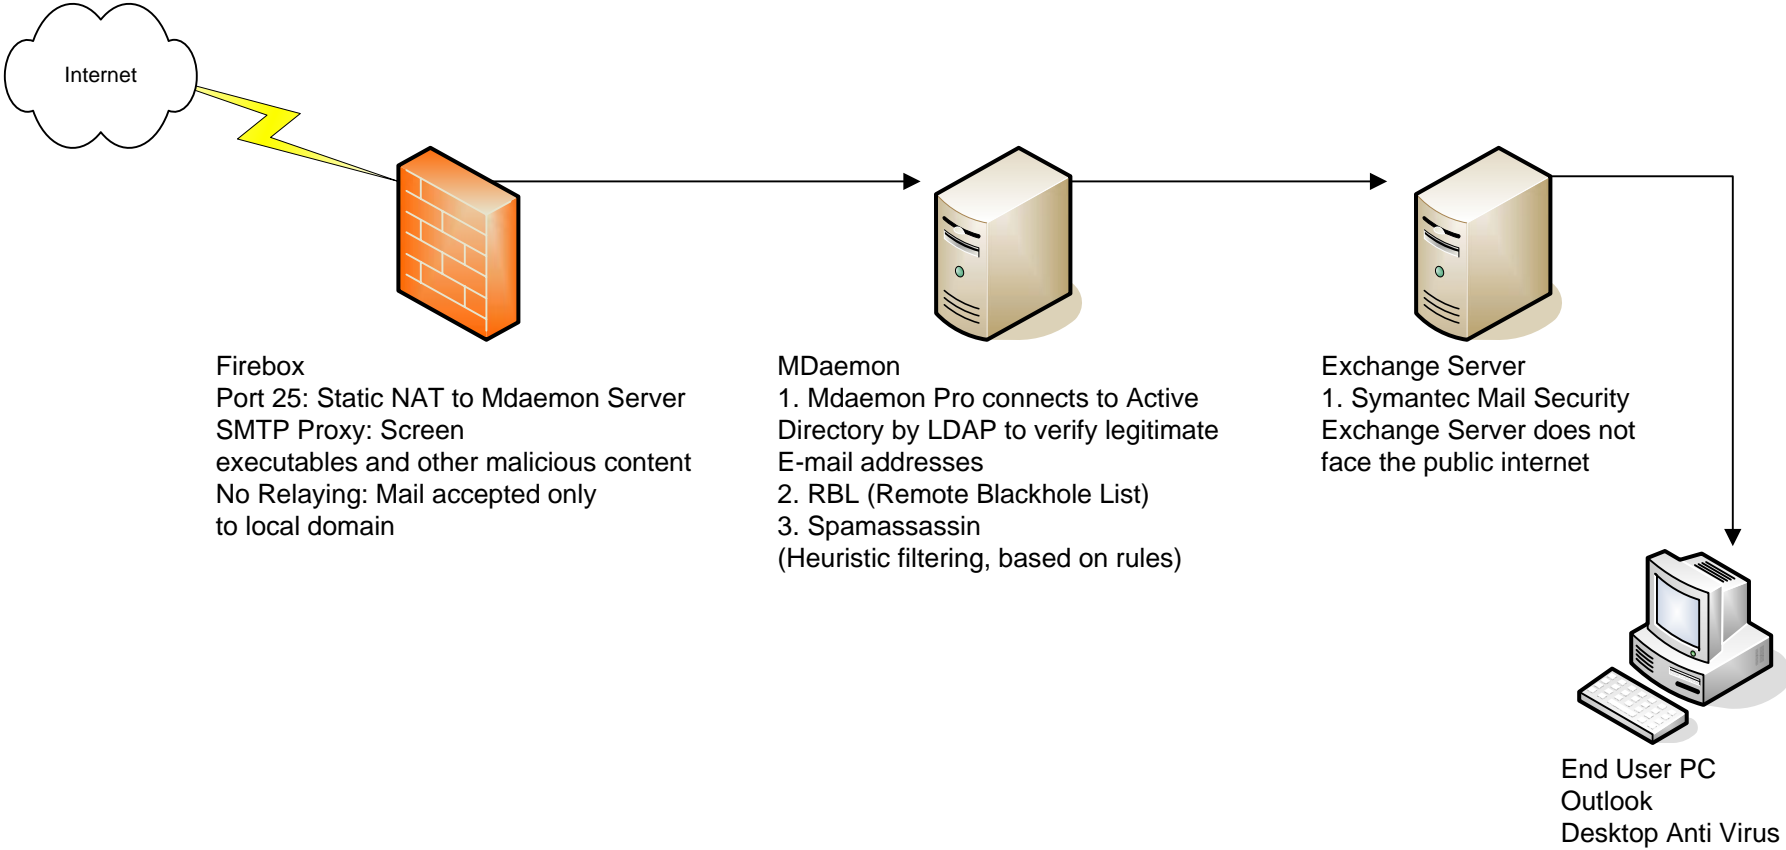 Internet
Firebox
Port 25: Static NAT to Mdaemon Server
SMTP Proxy: Screen
executables and other malicious content
No Relaying: Mail accepted only
to local domain
MDaemon
1. Mdaemon Pro connects to Active
Directory by LDAP to verify legitimate
E-mail addresses
2. RBL (Remote Blackhole List)
3. Spamassassin
(Heuristic filtering, based on rules)
Exchange Server
1. Symantec Mail Security
Exchange Server does not
face the public internet
End User PC
Outlook
Desktop Anti Virus